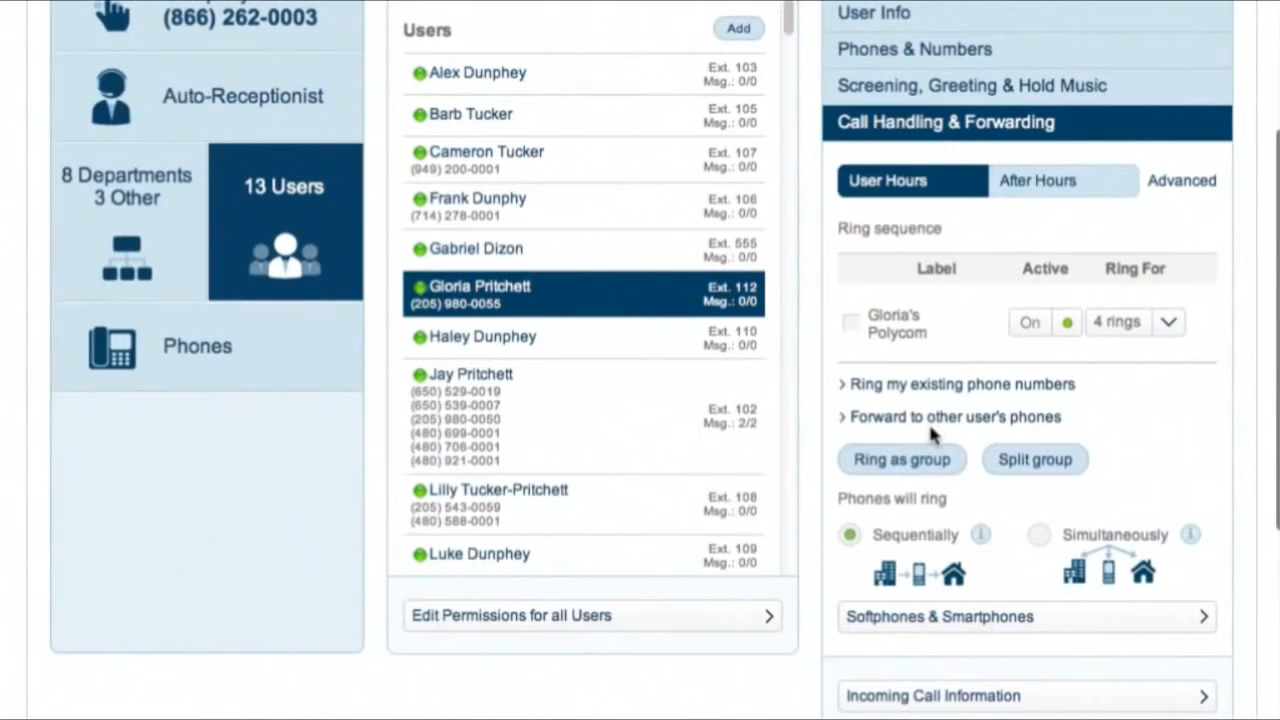 (866) 262-0003
Auto-Receptionist
8 Departments
3 Other
13 Users
Phones
Users
Add
Alex Dunphey
Ext. 103
Msg.: 0/0
Barb Tucker
Ext. 105
Msg.: 0/0
Cameron Tucker
(949) 200-0001
Ext. 107
Msg.: 0/0
Frank Dunphy
(714) 278-0001
Ext. 106
Msg.: 0/0
Gabriel Dizon
Ext. 555
Msg.: 0/0
Gloria Pritchett
(205) 980-0055
Ext. 112
Msg.: 0/0
Haley Dunphey
Ext. 110
Msg.: 0/0
Jay Pritchett
(650) 529-0019
(650) 539-0007
(205) 980-0050
(480) 699-0001
(480) 706-0001
(480) 921-0001
Ext. 102
Msg.: 2/2
Lilly Tucker-Pritchett
(205) 543-0059
(480) 588-0001
Ext. 108
Msg.: 0/0
Luke Dunphey
Ext. 109
Msg.: 0/0
Edit Permissions for all Users
User Info
Phones & Numbers
Screening, Greeting & Hold Music
Call Handling & Forwarding
User Hours
After Hours
Advanced
Ring sequence
Label Active Ring For
Gloria's
Polycom
On
4 rings
Ring my existing phone numbers
Forward to other user's phones
Ring as group
Split group
Phones will ring
Sequentially
Simultaneously
Softphones & Smartphones
Incoming Call Information